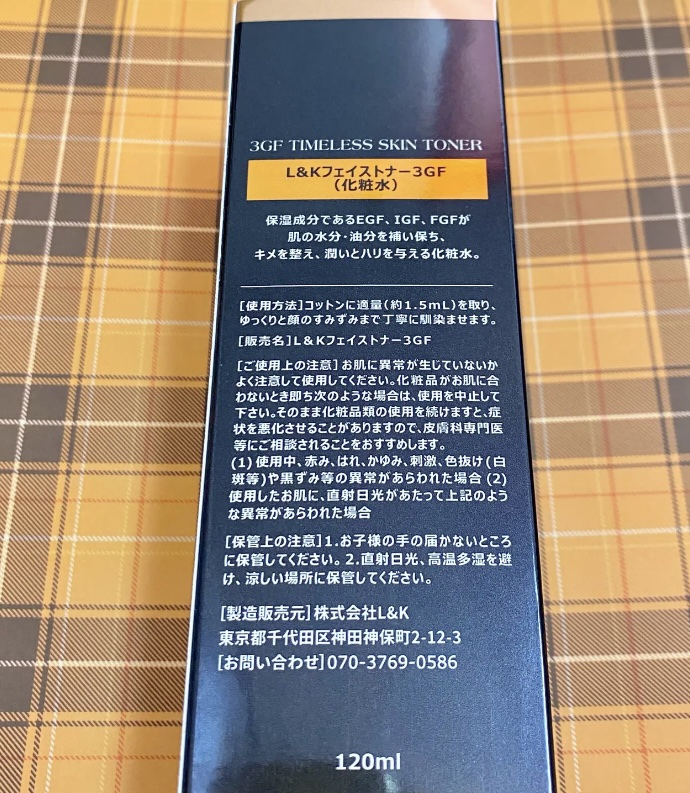 3GF TIMELESS SKIN TONER
L&Kフェイストナー3GF
(化粧水)
保湿成分であるEGF、IGF、FGFが
肌の水分・油分を補い保ち、
キメを整え、潤いとハリを与える化粧水。
[使用方法]コットンに適量(約1.5mL)を取り、
ゆっくりと顔のすみずみまで丁寧に馴染ませます。
[販売名]L&Kフェイストナー3GF
[ご使用上の注意]お肌に異常が生じていないか
よく注意して使用してください。化粧品がお肌に合
わないとき即ち次のような場合は、使用を中止して
下さい。そのまま化粧品類の使用を続けますと、症
状を悪化させることがありますので、皮膚科専門医
等にご相談されることをおすすめします。
(1)使用中、赤み、はれ、かゆみ、刺激、色抜け(白
斑等)や黒ずみ等の異常があらわれた場合 (2)
使用したお肌に、直射日光があたって上記のよう
な異常があらわれた場合
[保管上の注意]1.お子様の手の届かないところ
に保管してください。2.直射日光、高温多湿を避
け、涼しい場所に保管してください。
[製造販売元]株式会社L&K
東京都千代田区神田神保町2-12-3
[お問い合わせ]070-3769-0586
120ml